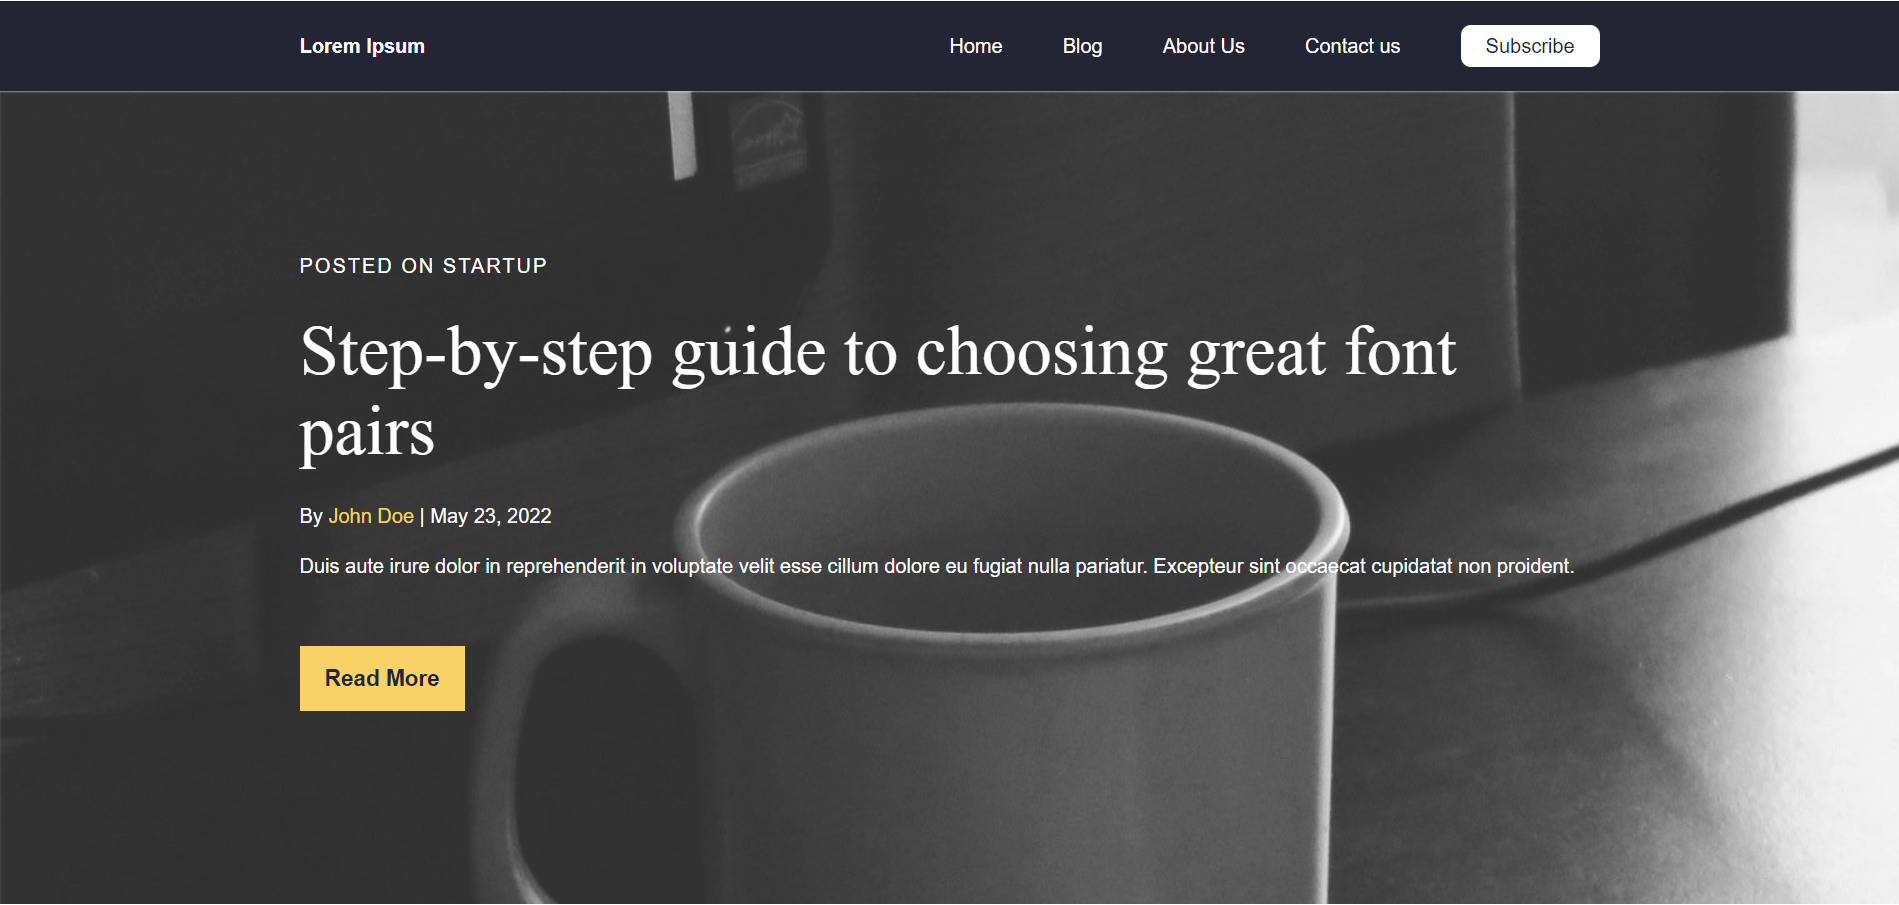 Lorem Ipsum Home Blog About Us Contact us Subscribe
POSTED ON STARTUP
Step-by-step guide to choosing great font
pairs
By John Doe | May 23, 2022
Duis aute irure dolor in reprehenderit in voluptate velit esse cillum dolore eu fugiat nulla pariatur. Excepteur sint occaecat cupidatat non proident.
Read More